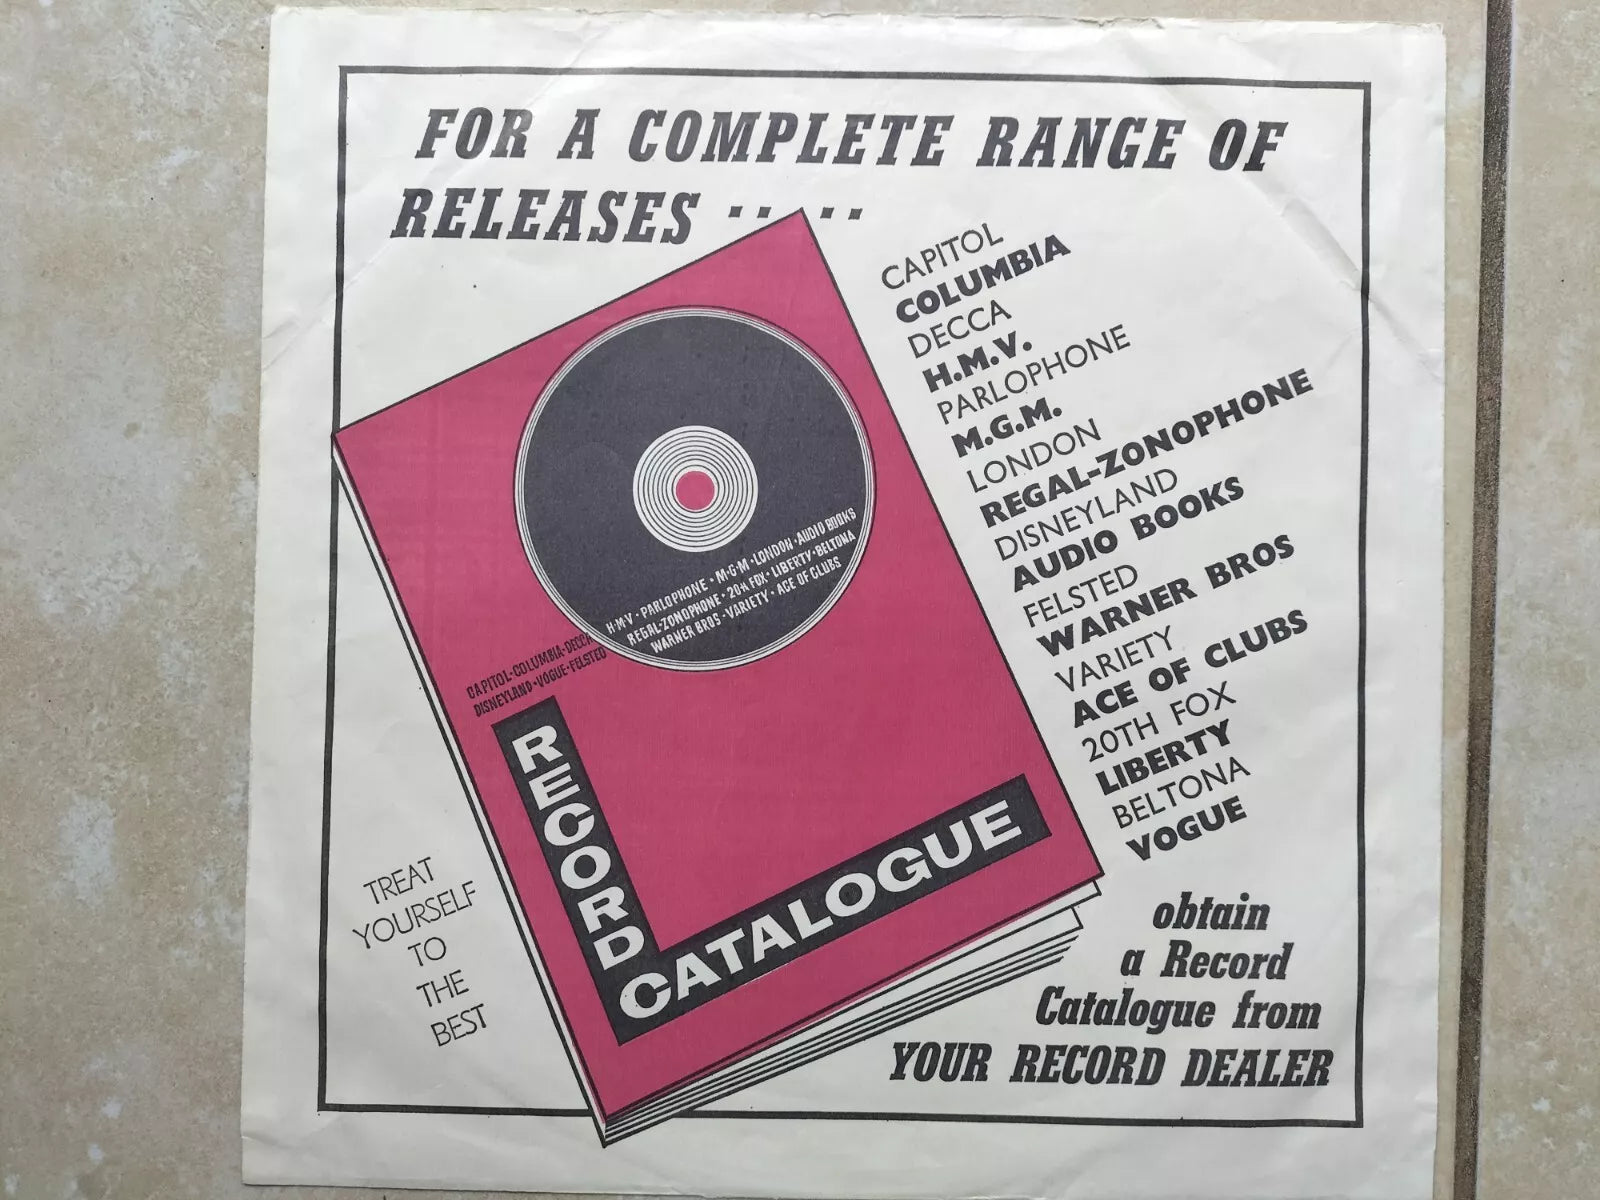 FOR A COMPLETE RANGE OF
RELEASES .. ..
CAPITOL
COLUMBIA
DECCA
H.M.V.
PARLOPHONE
M.G.M.
LONDON
REGAL-ZONOPHONE
DISNEYLAND
AUDIO BOOKS
FELSTED
WARNER BROS
VARIETY
ACE OF CLUBS
20TH FOX
LIBERTY
BELTONA
VOGUE
H·M·V · PARLOPHONE · M·G·M · LONDON · AUDIO BOOKS
REGAL-ZONOPHONE · 20TH FOX · LIBERTY · BELTONA
WARNER BROS · VARIETY · ACE OF CLUBS
CAPITOL·COLUMBIA·DECCA
DISNEYLAND·VOGUE·FELSTED
RECORD
CATALOGUE
TREAT
YOURSELF
TO
THE
BEST
obtain
a Record
Catalogue from
YOUR RECORD DEALER